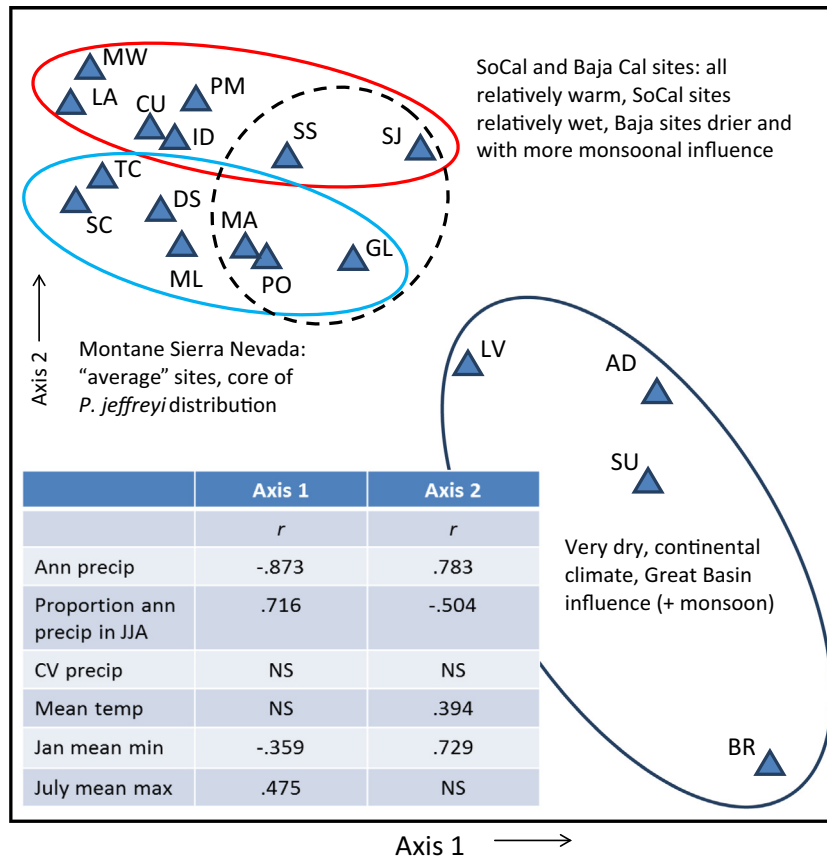 MW
PM
LA
CU
ID
SS
SJ
SoCal and Baja Cal sites: all
relatively warm, SoCal sites
relatively wet, Baja sites drier and
with more monsoonal influence
TC
SC
DS
MA
GL
ML
PO
Axis 2
Montane Sierra Nevada:
“average” sites, core of
P. jeffreyi distribution
LV
AD
SU
Very dry, continental
climate, Great Basin
influence (+ monsoon)
BR
Axis 1 Axis 2
r r
Ann precip -.873 .783
Proportion ann
precip in JJA .716 -.504
CV precip NS NS
Mean temp NS .394
Jan mean min -.359 .729
July mean max .475 NS
Axis 1